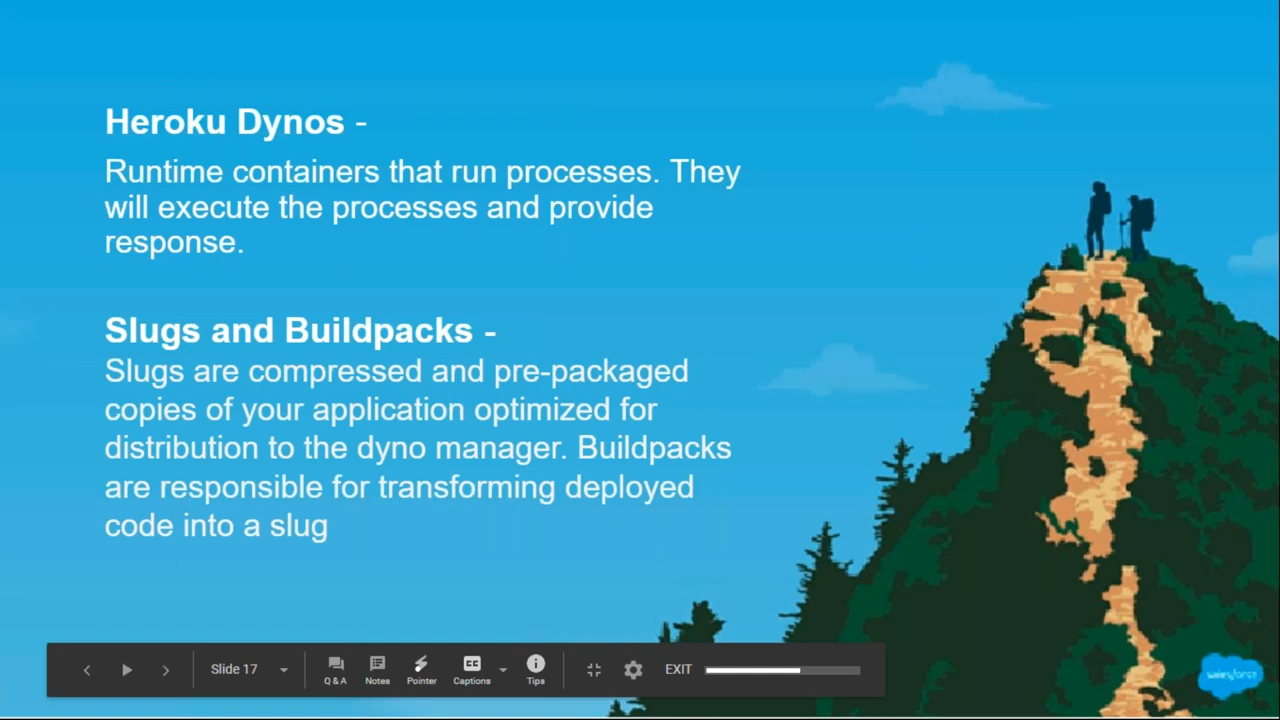 Heroku Dynos -
Runtime containers that run processes. They
will execute the processes and provide
response.
Slugs and Buildpacks -
Slugs are compressed and pre-packaged
copies of your application optimized for
distribution to the dyno manager. Buildpacks
are responsible for transforming deployed
code into a slug
Slide 17
Q & A
Notes
Pointer
CC
Captions
Tips
EXIT